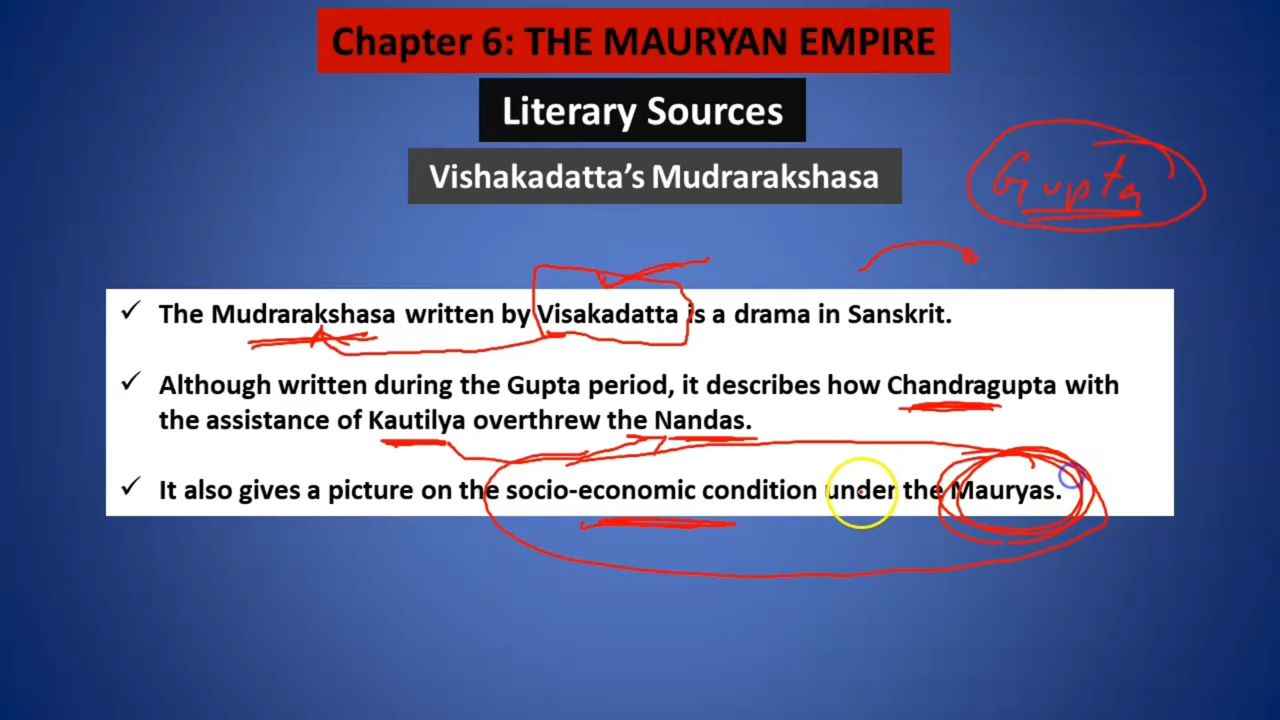 Chapter 6: THE MAURYAN EMPIRE
Literary Sources
Vishakadatta's Mudrarakshasa
Gupta
✓ The Mudrarakshasa written by Visakadatta is a drama in Sanskrit.
✓ Although written during the Gupta period, it describes how Chandragupta with
the assistance of Kautilya overthrew the Nandas.
✓ It also gives a picture on the socio-economic condition under the Mauryas.